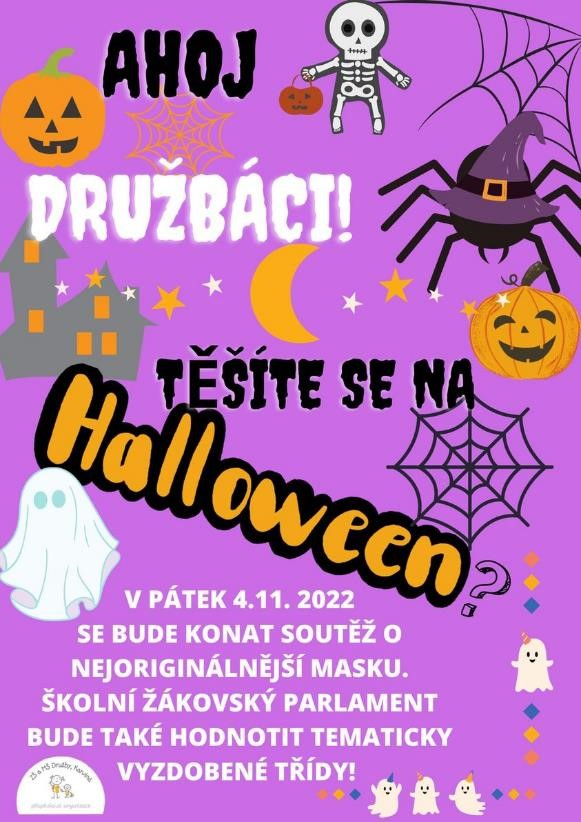 AHOJ
DRUŽBÁCI!
TĚŠÍTE SE NA
Halloween?
V PÁTEK 4.11. 2022
SE BUDE KONAT SOUTĚŽ O
NEJORIGINÁLNĚJŠÍ MASKU.
ŠKOLNÍ ŽÁKOVSKÝ PARLAMENT
BUDE TAKÉ HODNOTIT TEMATICKY
VYZDOBENÉ TŘÍDY!
ZŠ a MŠ Družby, Karviná
příspěvková organizace